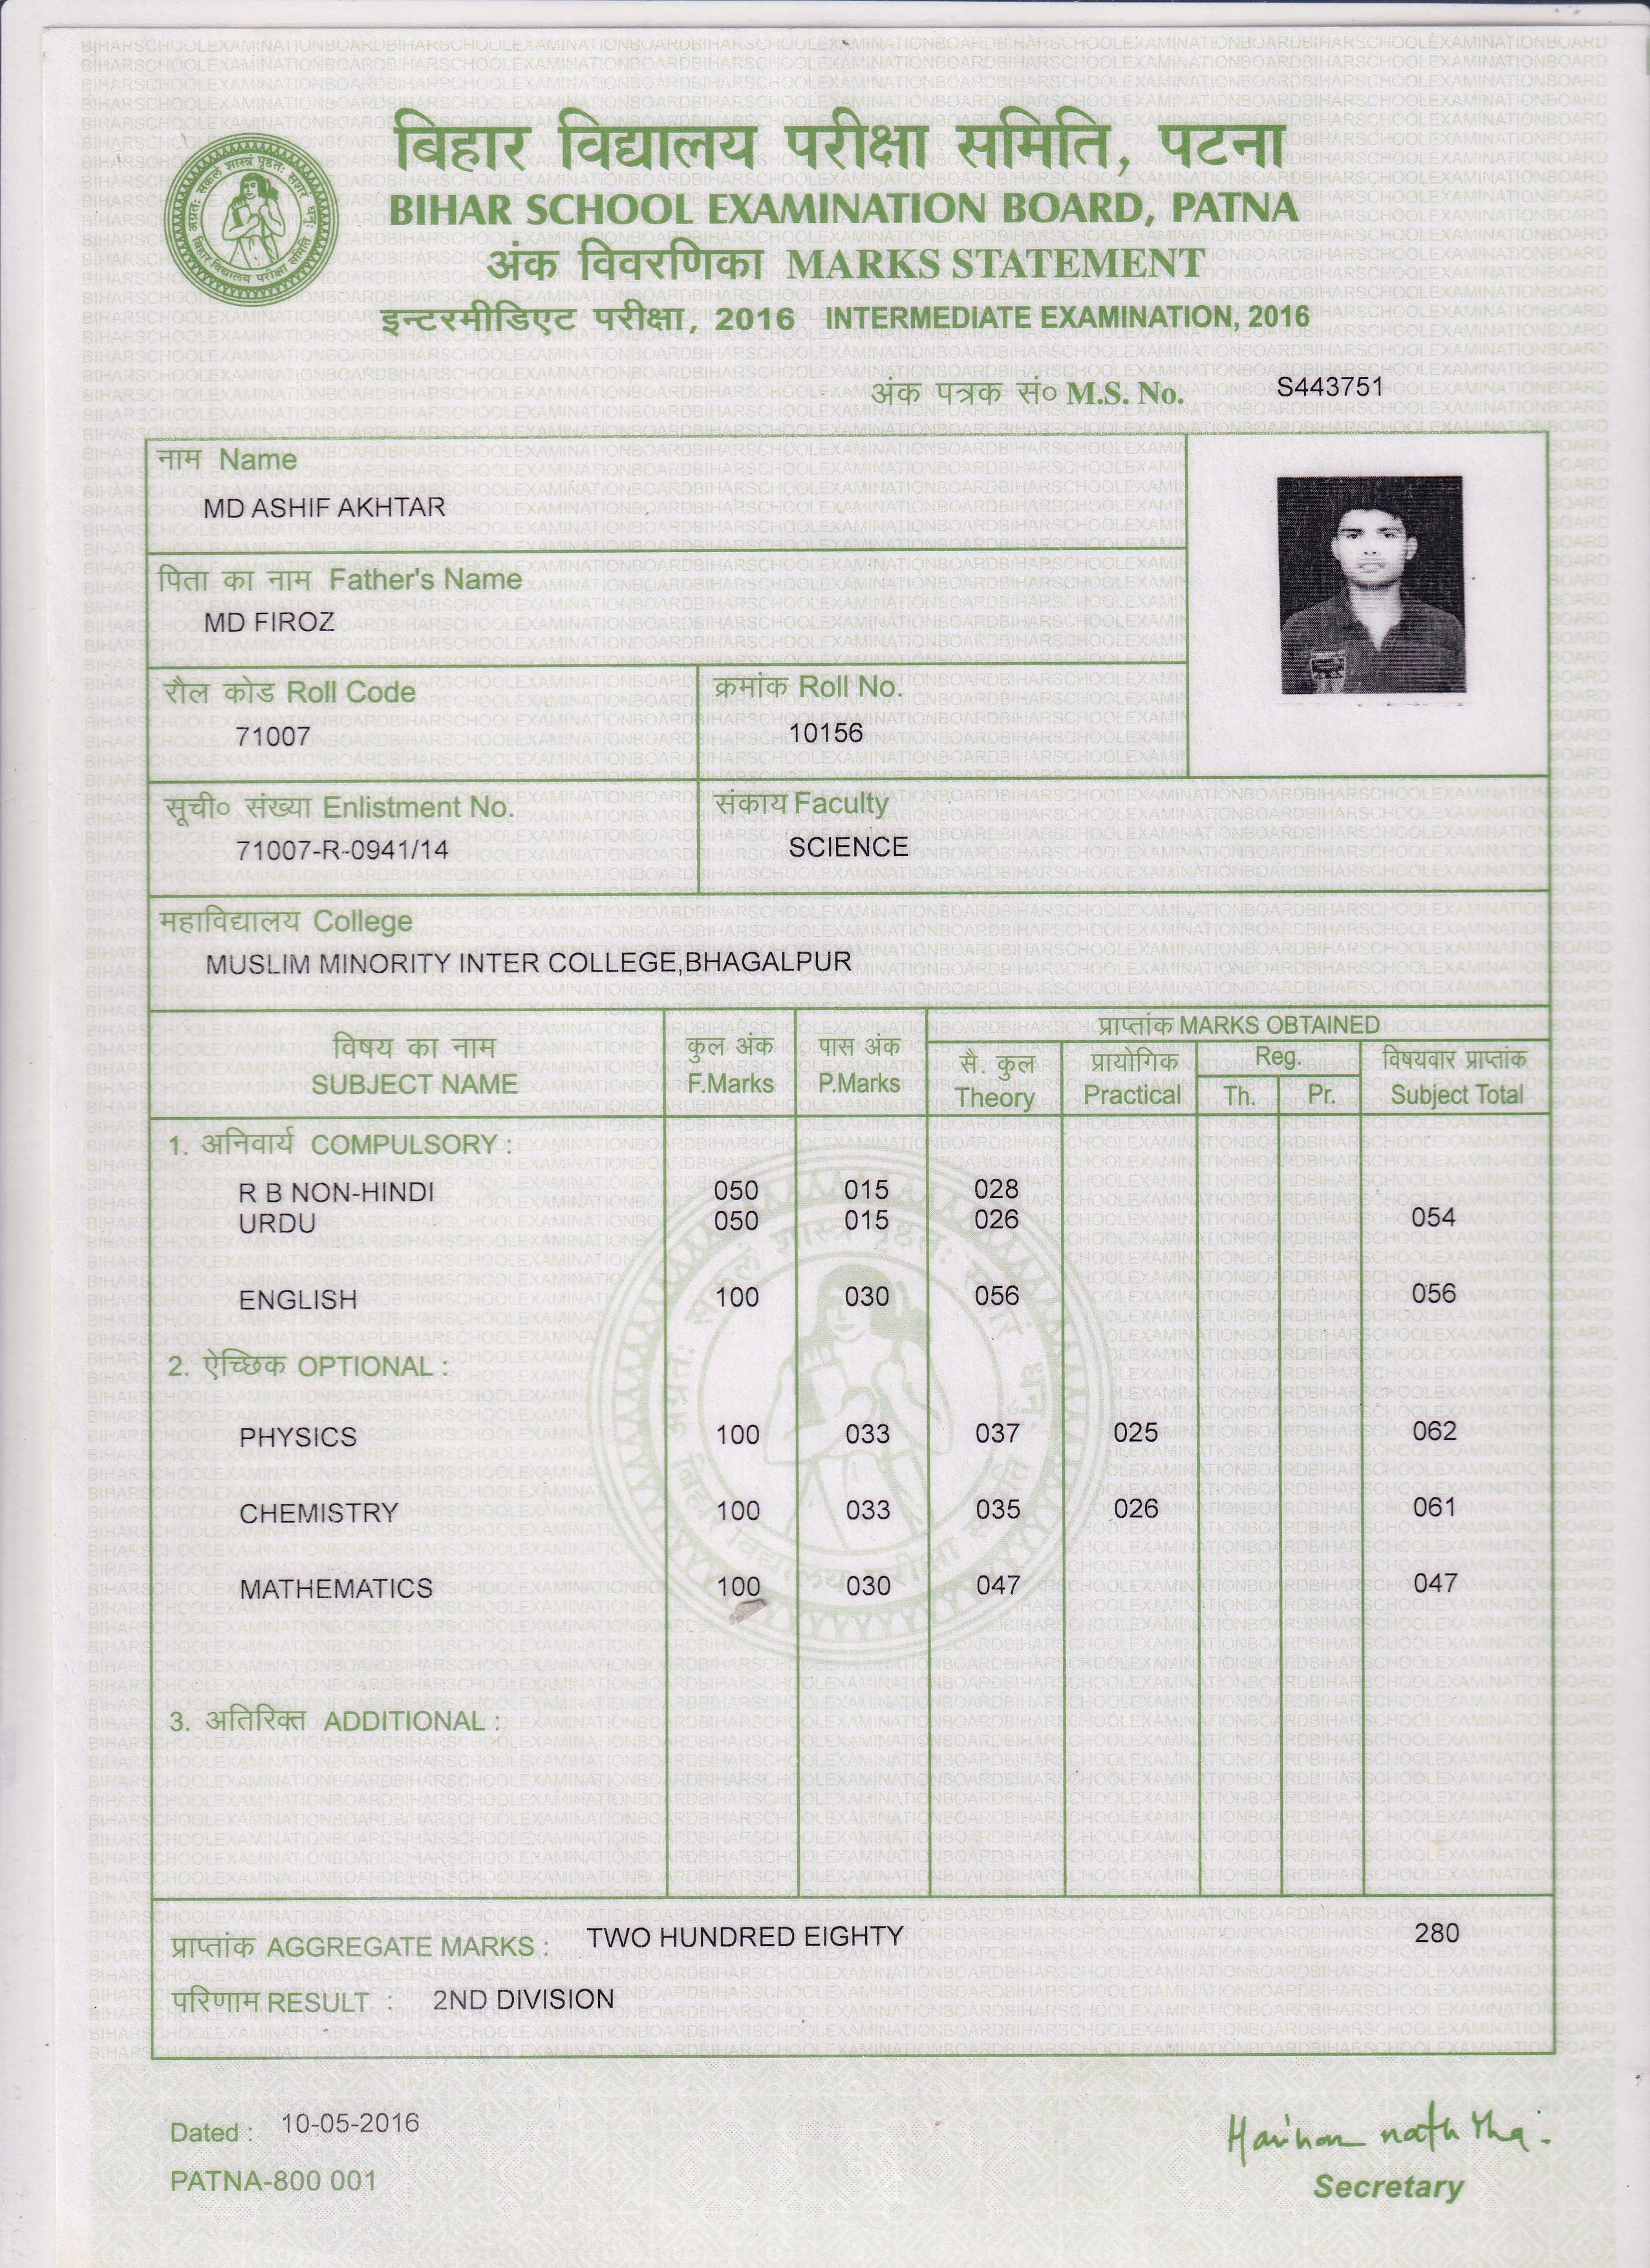 बिहार विद्यालय परीक्षा समिति, पटना
BIHAR SCHOOL EXAMINATION BOARD, PATNA
अंक विवरणिका MARKS STATEMENT
इन्टरमीडिएट परीक्षा, 2016 INTERMEDIATE EXAMINATION, 2016
अंक पत्रक सं० M.S. No. S443751
नाम Name
MD ASHIF AKHTAR
पिता का नाम Father's Name
MD FIROZ
रौल कोड Roll Code क्रमांक Roll No.
71007 10156
सूची० संख्या Enlistment No. संकाय Faculty
71007-R-0941/14 SCIENCE
महाविद्यालय College
MUSLIM MINORITY INTER COLLEGE,BHAGALPUR
प्राप्तांक MARKS OBTAINED
विषय का नाम कुल अंक पास अंक सै. कुल प्रायोगिक Reg. विषयवार प्राप्तांक
SUBJECT NAME F.Marks P.Marks Theory Practical Th. Pr. Subject Total
1. अनिवार्य COMPULSORY :
R B NON-HINDI 050 015 028
URDU 050 015 026 054
ENGLISH 100 030 056 056
2. ऐच्छिक OPTIONAL :
PHYSICS 100 033 037 025 062
CHEMISTRY 100 033 035 026 061
MATHEMATICS 100 030 047 047
3. अतिरिक्त ADDITIONAL :
प्राप्तांक AGGREGATE MARKS : TWO HUNDRED EIGHTY 280
परिणाम RESULT : 2ND DIVISION
Dated : 10-05-2016
PATNA-800 001
Secretary